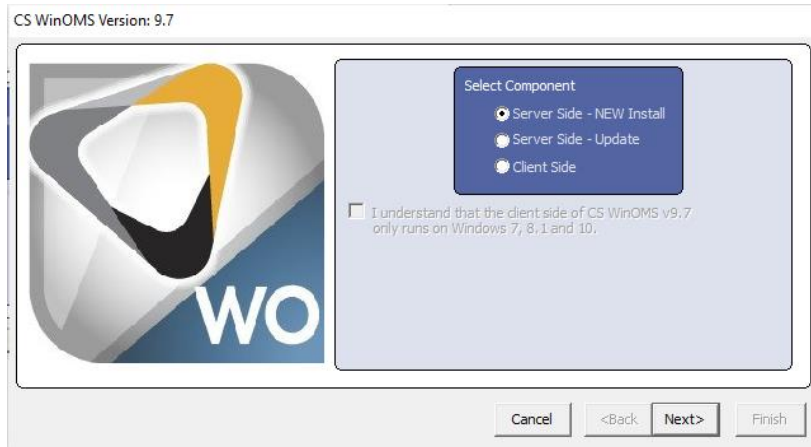 CS WinOMS Version: 9.7
Select Component
Server Side - NEW Install
Server Side - Update
Client Side
I understand that the client side of CS WinOMS v9.7
only runs on Windows 7, 8.1 and 10.
WO
Cancel
<Back
Next>
Finish